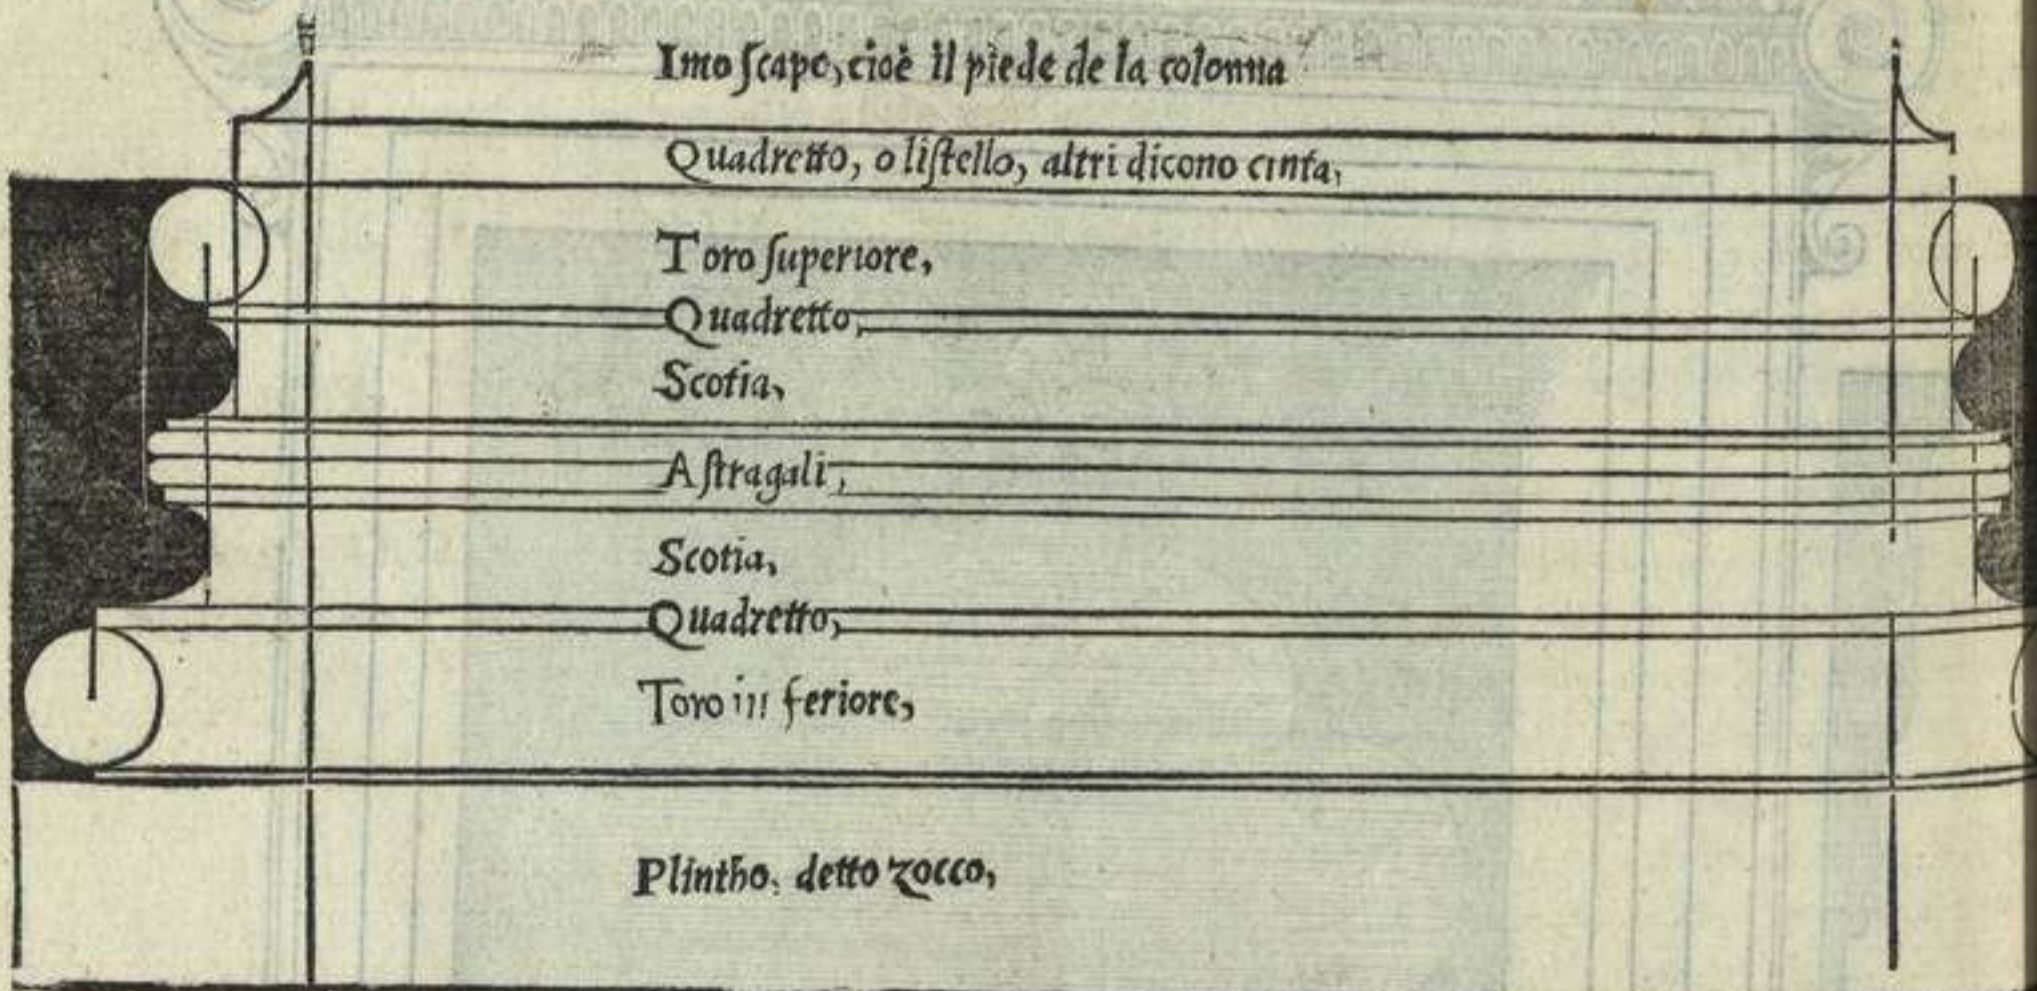 Imo ſcapo, cioè il piede de la colonna
Quadretto, o liſtello, altri dicono cinta,
Toro ſuperiore,
Quadretto,
Scotia,
Aſtragali,
Scotia,
Quadretto,
Toro in feriore,
Plintho. detto zocco,